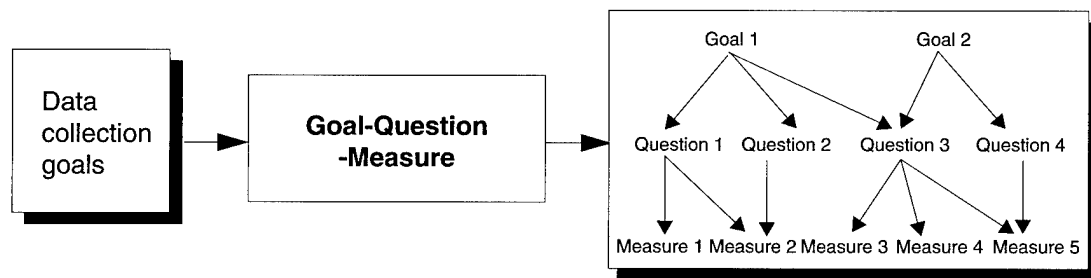 Data
collection
goals
Goal-Question
-Measure
Goal 1 Goal 2
Question 1 Question 2 Question 3 Question 4
Measure 1 Measure 2 Measure 3 Measure 4 Measure 5